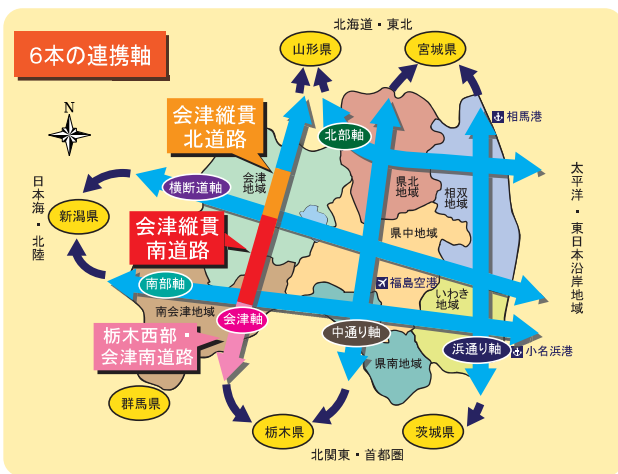 北海道・東北
6本の連携軸
山形県
宮城県
N
会津縦貫
北道路
北部軸
相馬港
会津
地域
県北
地域
相双
地域
横断道軸
日本海・北陸
新潟県
太平洋・東日本沿岸地域
会津縦貫
南道路
県中地域
南部軸
福島空港
いわき
地域
南会津地域
会津軸
栃木西部・
会津南道路
中通り軸
浜通り軸
小名浜港
県南地域
群馬県
栃木県
茨城県
北関東・首都圏